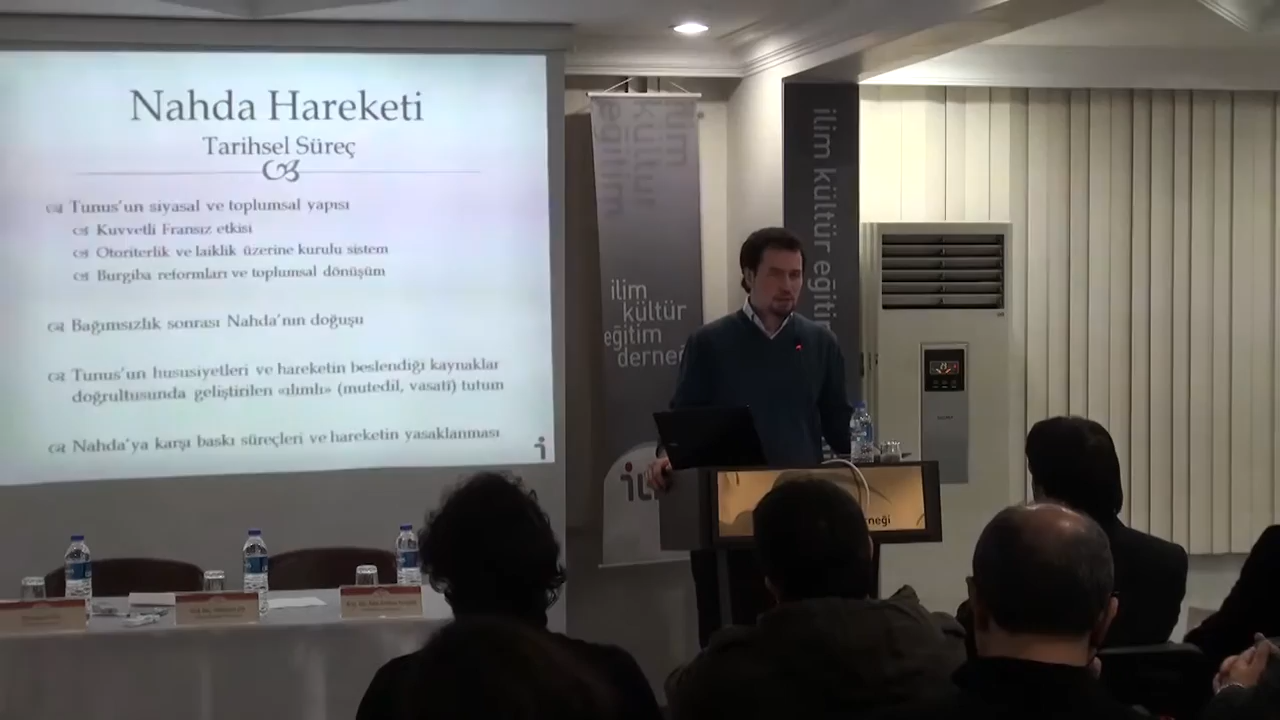 Nahda Hareketi
Tarihsel Süreç
Tunus'un siyasal ve toplumsal yapısı
Kuvvetli Fransız etkisi
Otoriterlik ve laiklik üzerine kurulu sistem
Burgiba reformları ve toplumsal dönüşüm
Bağımsızlık sonrası Nahda'nın doğuşu
Tunus'un hususiyetleri ve hareketin beslendiği kaynaklar
doğrultusunda geliştirilen «ılımlı» (mutedil, vasatî) tutum
Nahda'ya karşı baskı süreçleri ve hareketin yasaklanması
ilim
kültür
eğitim
ilim
kültür
eğitim
derneğ
ilim kültür eğitim
rneği